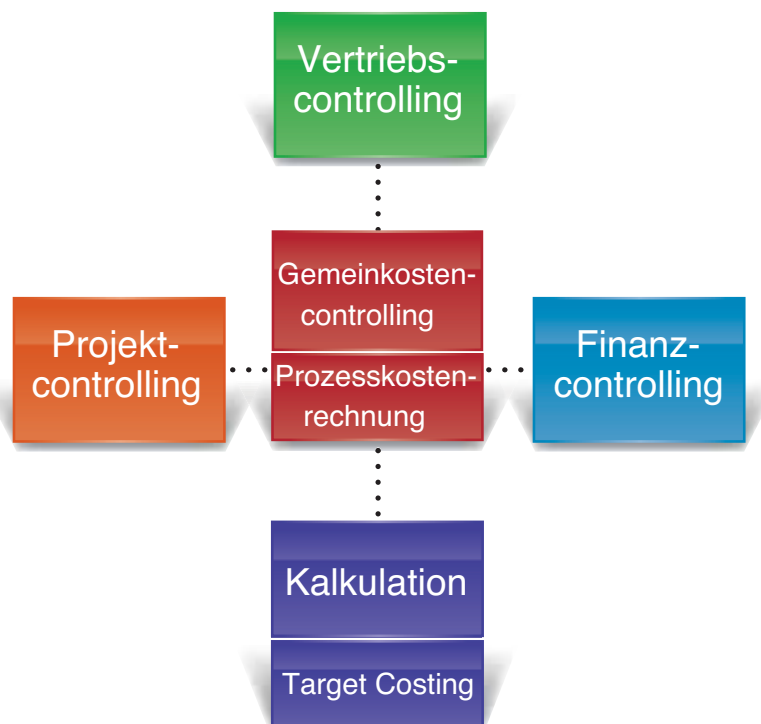 Vertriebs-
controlling
Gemeinkosten-
controlling
Projekt-
controlling
Prozesskosten-
rechnung
Finanz-
controlling
Kalkulation
Target Costing